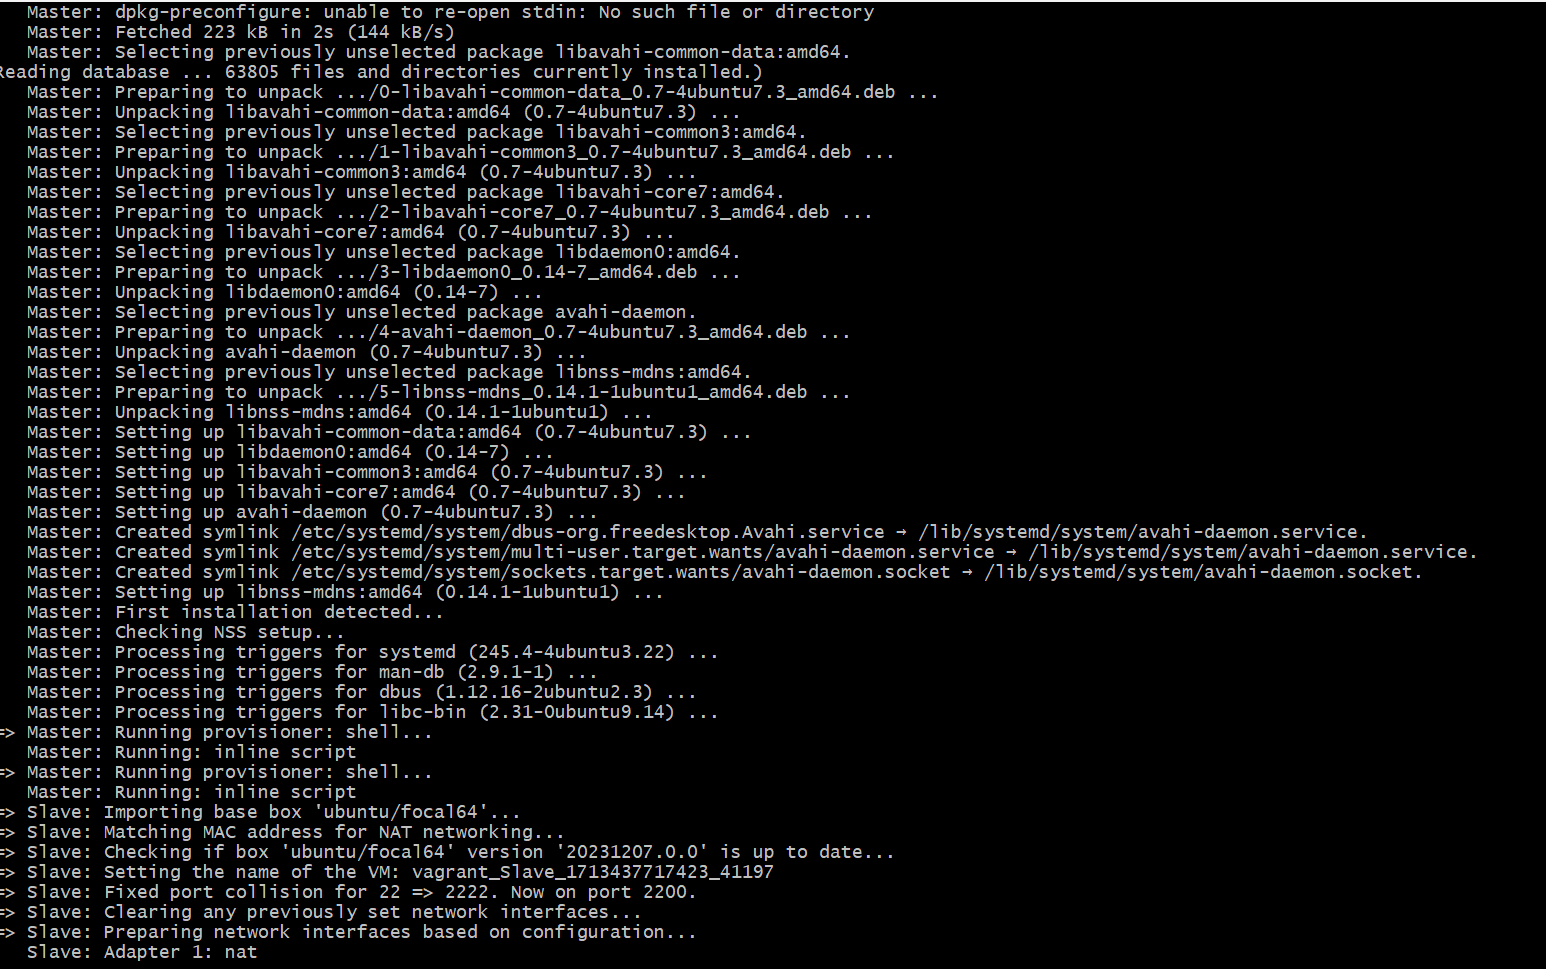 Master: dpkg-preconfigure: unable to re-open stdin: No such file or directory
Master: Fetched 223 kB in 2s (144 kB/s)
Master: Selecting previously unselected package libavahi-common-data:amd64.
Reading database ... 63805 files and directories currently installed.)
Master: Preparing to unpack .../0-libavahi-common-data_0.7-4ubuntu7.3_amd64.deb ...
Master: Unpacking libavahi-common-data:amd64 (0.7-4ubuntu7.3) ...
Master: Selecting previously unselected package libavahi-common3:amd64.
Master: Preparing to unpack .../1-libavahi-common3_0.7-4ubuntu7.3_amd64.deb ...
Master: Unpacking libavahi-common3:amd64 (0.7-4ubuntu7.3) ...
Master: Selecting previously unselected package libavahi-core7:amd64.
Master: Preparing to unpack .../2-libavahi-core7_0.7-4ubuntu7.3_amd64.deb ...
Master: Unpacking libavahi-core7:amd64 (0.7-4ubuntu7.3) ...
Master: Selecting previously unselected package libdaemon0:amd64.
Master: Preparing to unpack .../3-libdaemon0_0.14-7_amd64.deb ...
Master: Unpacking libdaemon0:amd64 (0.14-7) ...
Master: Selecting previously unselected package avahi-daemon.
Master: Preparing to unpack .../4-avahi-daemon_0.7-4ubuntu7.3_amd64.deb ...
Master: Unpacking avahi-daemon (0.7-4ubuntu7.3) ...
Master: Selecting previously unselected package libnss-mdns:amd64.
Master: Preparing to unpack .../5-libnss-mdns_0.14.1-1ubuntu1_amd64.deb ...
Master: Unpacking libnss-mdns:amd64 (0.14.1-1ubuntu1) ...
Master: Setting up libavahi-common-data:amd64 (0.7-4ubuntu7.3) ...
Master: Setting up libdaemon0:amd64 (0.14-7) ...
Master: Setting up libavahi-common3:amd64 (0.7-4ubuntu7.3) ...
Master: Setting up libavahi-core7:amd64 (0.7-4ubuntu7.3) ...
Master: Setting up avahi-daemon (0.7-4ubuntu7.3) ...
Master: Created symlink /etc/systemd/system/dbus-org.freedesktop.Avahi.service → /lib/systemd/system/avahi-daemon.service.
Master: Created symlink /etc/systemd/system/multi-user.target.wants/avahi-daemon.service → /lib/systemd/system/avahi-daemon.service.
Master: Created symlink /etc/systemd/system/sockets.target.wants/avahi-daemon.socket → /lib/systemd/system/avahi-daemon.socket.
Master: Setting up libnss-mdns:amd64 (0.14.1-1ubuntu1) ...
Master: First installation detected...
Master: Checking NSS setup...
Master: Processing triggers for systemd (245.4-4ubuntu3.22) ...
Master: Processing triggers for man-db (2.9.1-1) ...
Master: Processing triggers for dbus (1.12.16-2ubuntu2.3) ...
Master: Processing triggers for libc-bin (2.31-0ubuntu9.14) ...
=> Master: Running provisioner: shell...
Master: Running: inline script
=> Master: Running provisioner: shell...
Master: Running: inline script
=> Slave: Importing base box 'ubuntu/focal64'...
=> Slave: Matching MAC address for NAT networking...
=> Slave: Checking if box 'ubuntu/focal64' version '20231207.0.0' is up to date...
=> Slave: Setting the name of the VM: vagrant_Slave_1713437717423_41197
=> Slave: Fixed port collision for 22 => 2222. Now on port 2200.
=> Slave: Clearing any previously set network interfaces...
=> Slave: Preparing network interfaces based on configuration...
Slave: Adapter 1: nat